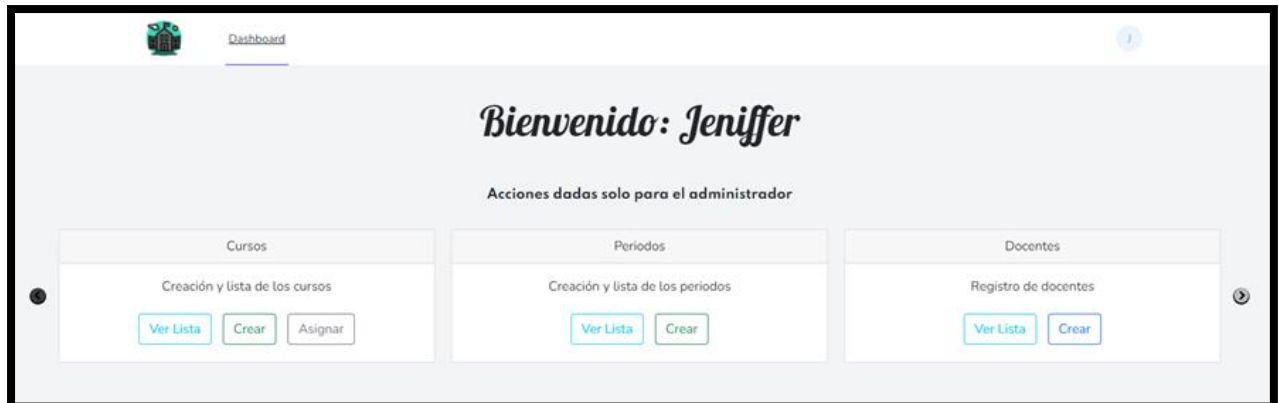 Dashboard
J
Bienvenido: Jeniffer
Acciones dadas solo para el administrador
Cursos
Creación y lista de los cursos
Ver Lista Crear Asignar
Periodos
Creación y lista de los periodos
Ver Lista Crear
Docentes
Registro de docentes
Ver Lista Crear